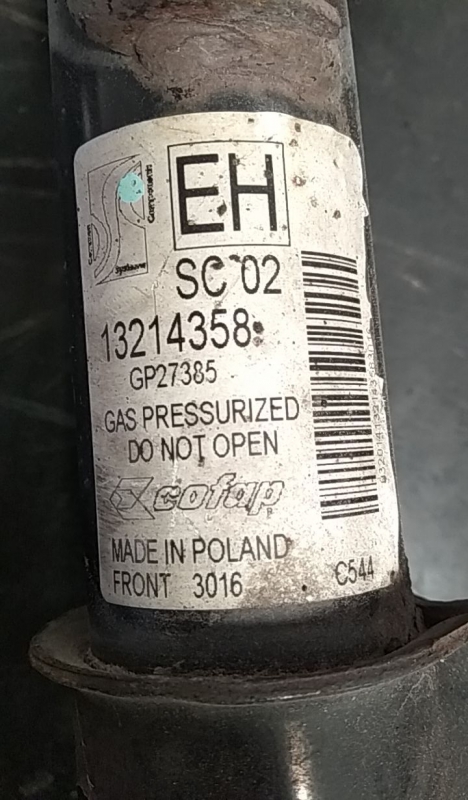 EH
SC 02
13214358
GP27385
GAS PRESSURIZED
DO NOT OPEN
cofap
MADE IN POLAND
FRONT 3016 C544